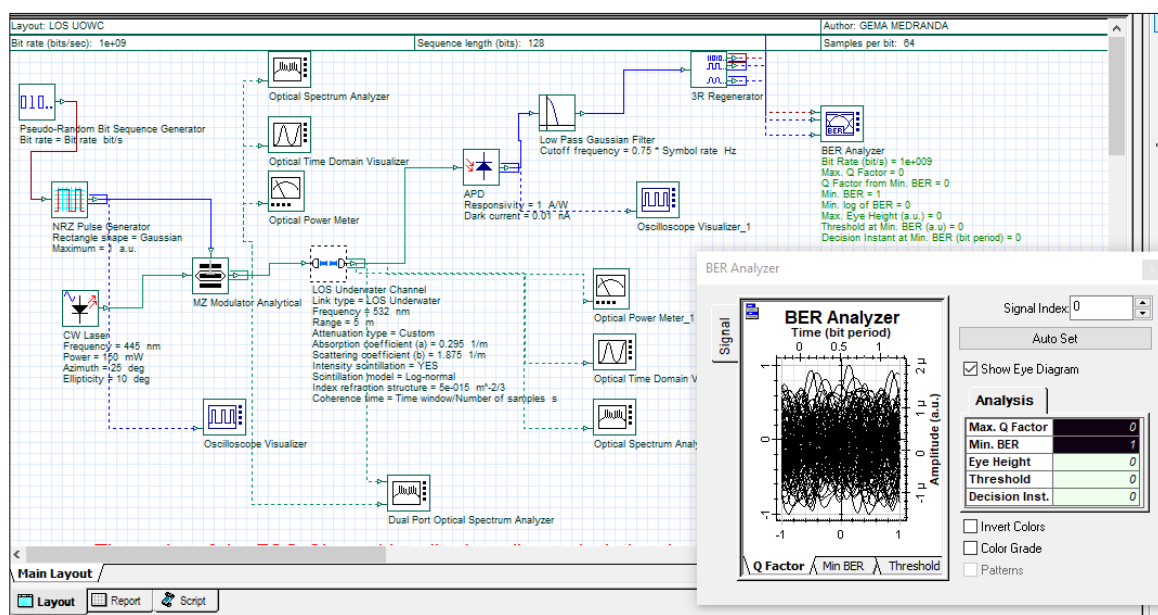 Layout: LOS UOWC
Author: GEMA MEDRANDA
Bit rate (bits/sec): 1e+09
Sequence length (bits): 128
Samples per bit: 64
Optical Spectrum Analyzer
Pseudo-Random Bit Sequence Generator
Bit rate = Bit rate bit/s
Optical Time Domain Visualizer
Optical Power Meter
NRZ Pulse Generator
Rectangle shape = Gaussian
Maximum = 1 a.u.
MZ Modulator Analytical
CW Laser
Frequency = 445 nm
Power = 150 mW
Azimuth = -25 deg
Ellipticity = 10 deg
Oscilloscope Visualizer
LOS Underwater Channel
Link type = LOS Underwater
Frequency = 532 nm
Range = 5 m
Attenuation type = Custom
Absorption coefficient (a) = 0.295 1/m
Scattering coefficient (b) = 1.875 1/m
Intensity scintillation = YES
Scintillation model = Log-normal
Index refraction structure = 5e-015 m^-2/3
Coherence time = Time window/Number of samples s
APD
Responsivity = 1 A/W
Dark current = 0.01 nA
Low Pass Gaussian Filter
Cutoff frequency = 0.75 * Symbol rate Hz
3R Regenerator
Oscilloscope Visualizer_1
BER
BER Analyzer
Bit Rate (bit/s) = 1e+009
Max. Q Factor = 0
Q Factor from Min. BER = 0
Min. BER = 1
Min. log of BER = 0
Max. Eye Height (a.u.) = 0
Threshold at Min. BER (a.u) = 0
Decision Instant at Min. BER (bit period) = 0
Optical Power Meter_1
Optical Time Domain V
Optical Spectrum Analy
Dual Port Optical Spectrum Analyzer
BER Analyzer
Signal
BER Analyzer
Time (bit period)
0 0.5 1
1
0
-1
2 µ
1 µ
0
-1 µ
Amplitude (a.u.)
-1 0 1
Q Factor
Min BER
Threshold
Signal Index: 0
Auto Set
Show Eye Diagram
Analysis
Max. Q Factor 0
Min. BER 1
Eye Height 0
Threshold 0
Decision Inst. 0
Invert Colors
Color Grade
Patterns
Main Layout
Layout
Report
Script